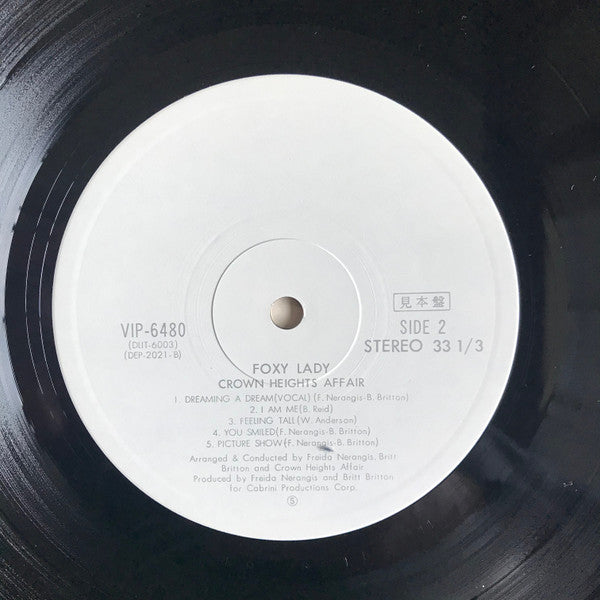 見本盤
VIP-6480
SIDE 2
(DLIT-6003)
STEREO 33 1/3
(DEP-2021-B)
FOXY LADY
CROWN HEIGHTS AFFAIR
1. DREAMING A DREAM(VOCAL)(F. Nerangis-B. Britton)
2. I AM ME(B. Reid)
3. FEELING TALL(W. Anderson)
4. YOU SMILED(F. Nerangis-B. Britton)
5. PICTURE SHOW(F. Nerangis-B. Britton)
Arranged & Conducted by Freida Nerangis, Britt
Britton and Crown Heights Affair
Produced by Freida Nerangis and Britt Britton
for Cabrini Productions Corp.
S